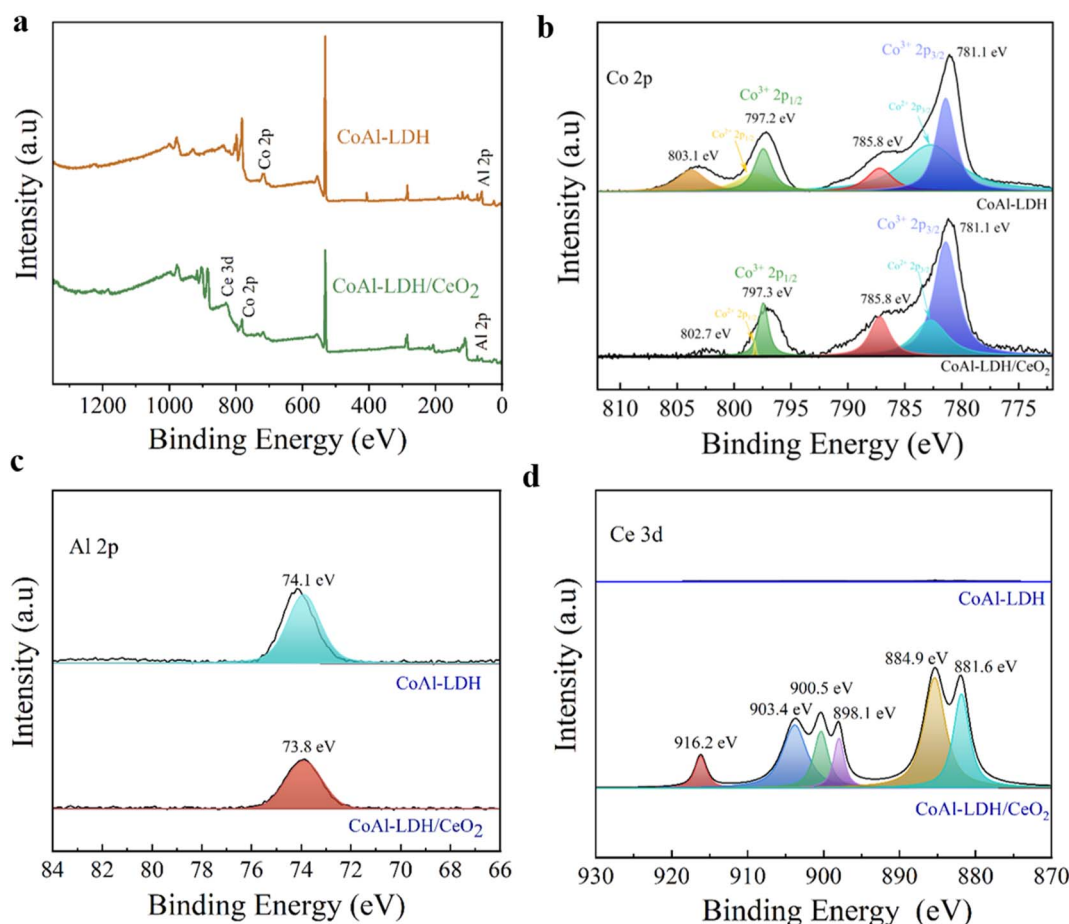 a
CoAl-LDH
Co 2p
Al 2p
CoAl-LDH/CeO₂
Ce 3d
Co 2p
Al 2p
Intensity (a.u)
1200 1000 800 600 400 200 0
Binding Energy (eV)
b
Co 2p
Co³⁺ 2p₃/₂
781.1 eV
Co³⁺ 2p₁/₂
797.2 eV
803.1 eV
785.8 eV
CoAl-LDH
Co³⁺ 2p₃/₂
781.1 eV
Co³⁺ 2p₁/₂
797.3 eV
802.7 eV
785.8 eV
CoAl-LDH/CeO₂
Intensity (a.u)
810 805 800 795 790 785 780 775
Binding Energy (eV)
c
Al 2p
74.1 eV
CoAl-LDH
73.8 eV
CoAl-LDH/CeO₂
Intensity (a.u)
84 82 80 78 76 74 72 70 68 66
Binding Energy (eV)
d
Ce 3d
CoAl-LDH
884.9 eV
881.6 eV
900.5 eV
903.4 eV
898.1 eV
916.2 eV
CoAl-LDH/CeO₂
Intensity (a.u)
930 920 910 900 890 880 870
Binding Energy (eV)